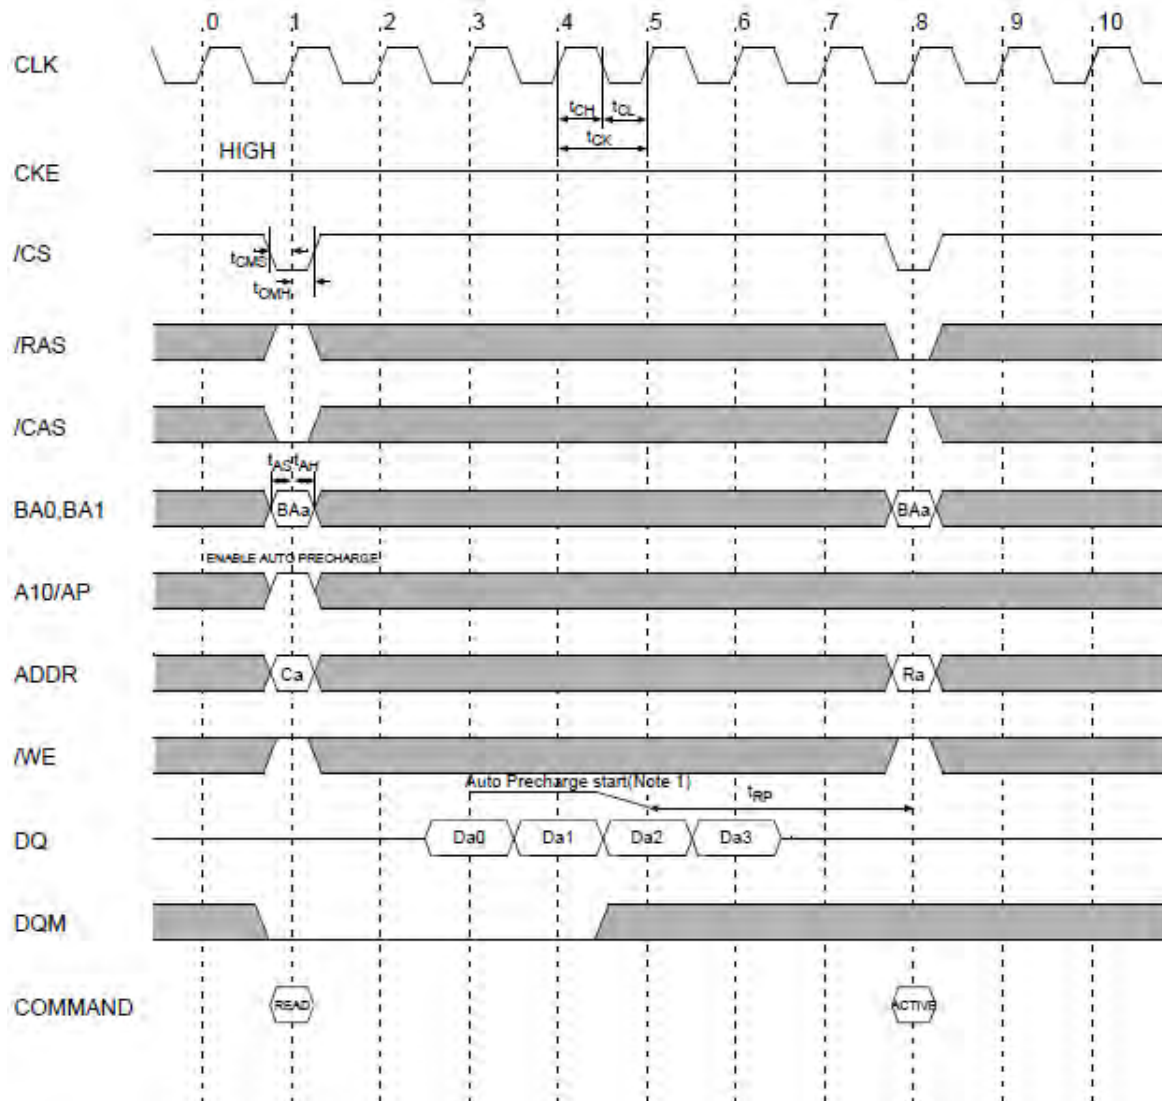 0 1 2 3 4 5 6 7 8 9 10
CLK
tCH tCL
tCK
HIGH
CKE
/CS
tCMS
tCMH
/RAS
/CAS
tAS tAH
BA0,BA1 BAa BAa
ENABLE AUTO PRECHARGE
A10/AP
ADDR Ca Ra
/WE
Auto Precharge start(Note 1) tRP
DQ Da0 Da1 Da2 Da3
DQM
COMMAND READ ACTIVE